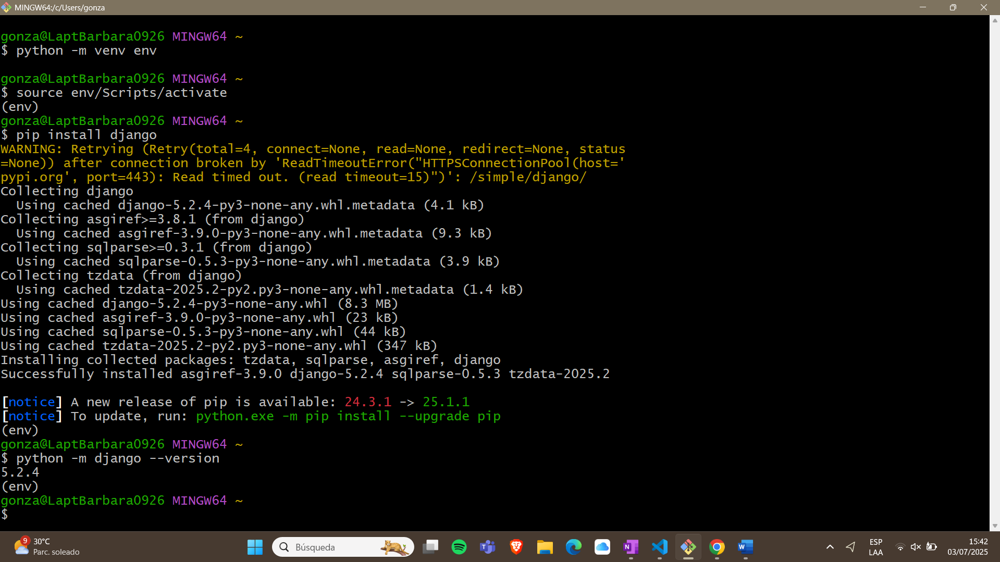 MINGW64:/c/Users/gonza
gonza@LaptBarbara0926 MINGW64 ~
$ python -m venv env
gonza@LaptBarbara0926 MINGW64 ~
$ source env/Scripts/activate
(env)
gonza@LaptBarbara0926 MINGW64 ~
$ pip install django
WARNING: Retrying (Retry(total=4, connect=None, read=None, redirect=None, status
=None)) after connection broken by 'ReadTimeoutError("HTTPSConnectionPool(host='
pypi.org', port=443): Read timed out. (read timeout=15)")': /simple/django/
Collecting django
  Using cached django-5.2.4-py3-none-any.whl.metadata (4.1 kB)
Collecting asgiref>=3.8.1 (from django)
  Using cached asgiref-3.9.0-py3-none-any.whl.metadata (9.3 kB)
Collecting sqlparse>=0.3.1 (from django)
  Using cached sqlparse-0.5.3-py3-none-any.whl.metadata (3.9 kB)
Collecting tzdata (from django)
  Using cached tzdata-2025.2-py2.py3-none-any.whl.metadata (1.4 kB)
Using cached django-5.2.4-py3-none-any.whl (8.3 MB)
Using cached asgiref-3.9.0-py3-none-any.whl (23 kB)
Using cached sqlparse-0.5.3-py3-none-any.whl (44 kB)
Using cached tzdata-2025.2-py2.py3-none-any.whl (347 kB)
Installing collected packages: tzdata, sqlparse, asgiref, django
Successfully installed asgiref-3.9.0 django-5.2.4 sqlparse-0.5.3 tzdata-2025.2
[notice] A new release of pip is available: 24.3.1 -> 25.1.1
[notice] To update, run: python.exe -m pip install --upgrade pip
(env)
gonza@LaptBarbara0926 MINGW64 ~
$ python -m django --version
5.2.4
(env)
gonza@LaptBarbara0926 MINGW64 ~
$
9
30°C
Parc. soleado
Búsqueda
T
N
W
ESP
LAA
15:42
03/07/2025